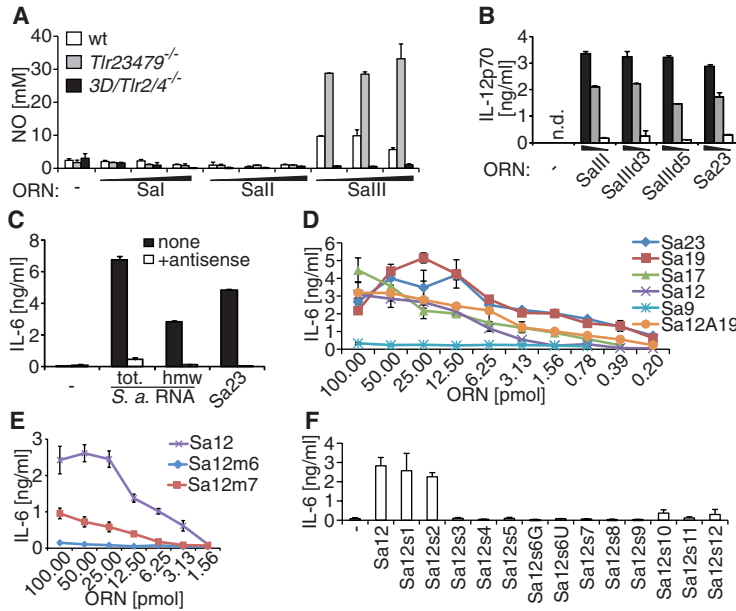 A
wt
Tlr23479-/-
3D/Tlr2/4-/-
NO [mM]
40
30
20
10
0
ORN: - SaI SaII SaIII
B
IL-12p70 [ng/ml]
4
3
2
1
0
n.d.
ORN: - SaIII SaIIId3 SaIIId5 Sa23
C
none
+antisense
IL-6 [ng/ml]
8
6
4
2
0
- tot. hmw Sa23
S. a. RNA
D
IL-6 [ng/ml]
6
5
4
3
2
1
0
Sa23
Sa19
Sa17
Sa12
Sa9
Sa12A19
100.00 50.00 25.00 12.50 6.25 3.13 1.56 0.78 0.39 0.20
ORN [pmol]
E
IL-6 [ng/ml]
3
2
1
0
Sa12
Sa12m6
Sa12m7
100.00 50.00 25.00 12.50 6.25 3.13 1.56
ORN [pmol]
F
IL-6 [ng/ml]
4
3
2
1
0
- Sa12 Sa12s1 Sa12s2 Sa12s3 Sa12s4 Sa12s5 Sa12s6G Sa12s6U Sa12s7 Sa12s8 Sa12s9 Sa12s10 Sa12s11 Sa12s12